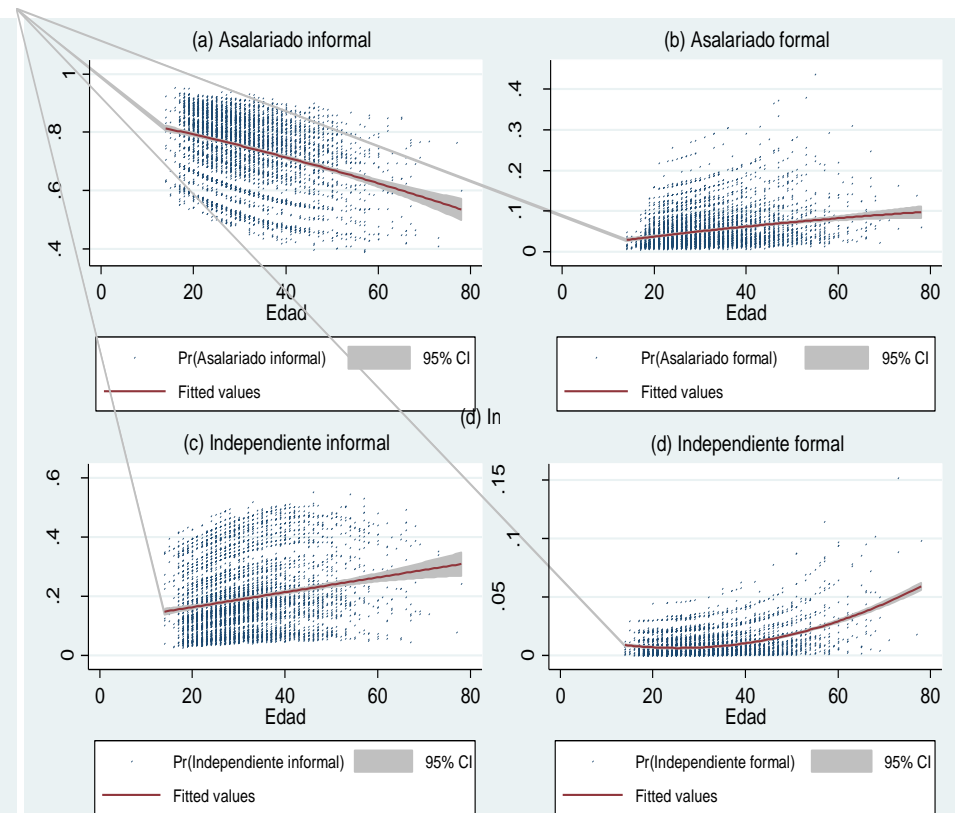 (a) Asalariado informal
1
.8
.6
.4
0 20 40 60 80
Edad
Pr(Asalariado informal) 95% CI
Fitted values
(b) Asalariado formal
.4
.3
.2
.1
0
0 20 40 60 80
Edad
Pr(Asalariado formal) 95% CI
Fitted values
(d) In
(c) Independiente informal
.6
.4
.2
0
0 20 40 60 80
Edad
Pr(Independiente informal) 95% CI
Fitted values
(d) Independiente formal
.15
.1
.05
0
0 20 40 60 80
Edad
Pr(Independiente formal) 95% CI
Fitted values